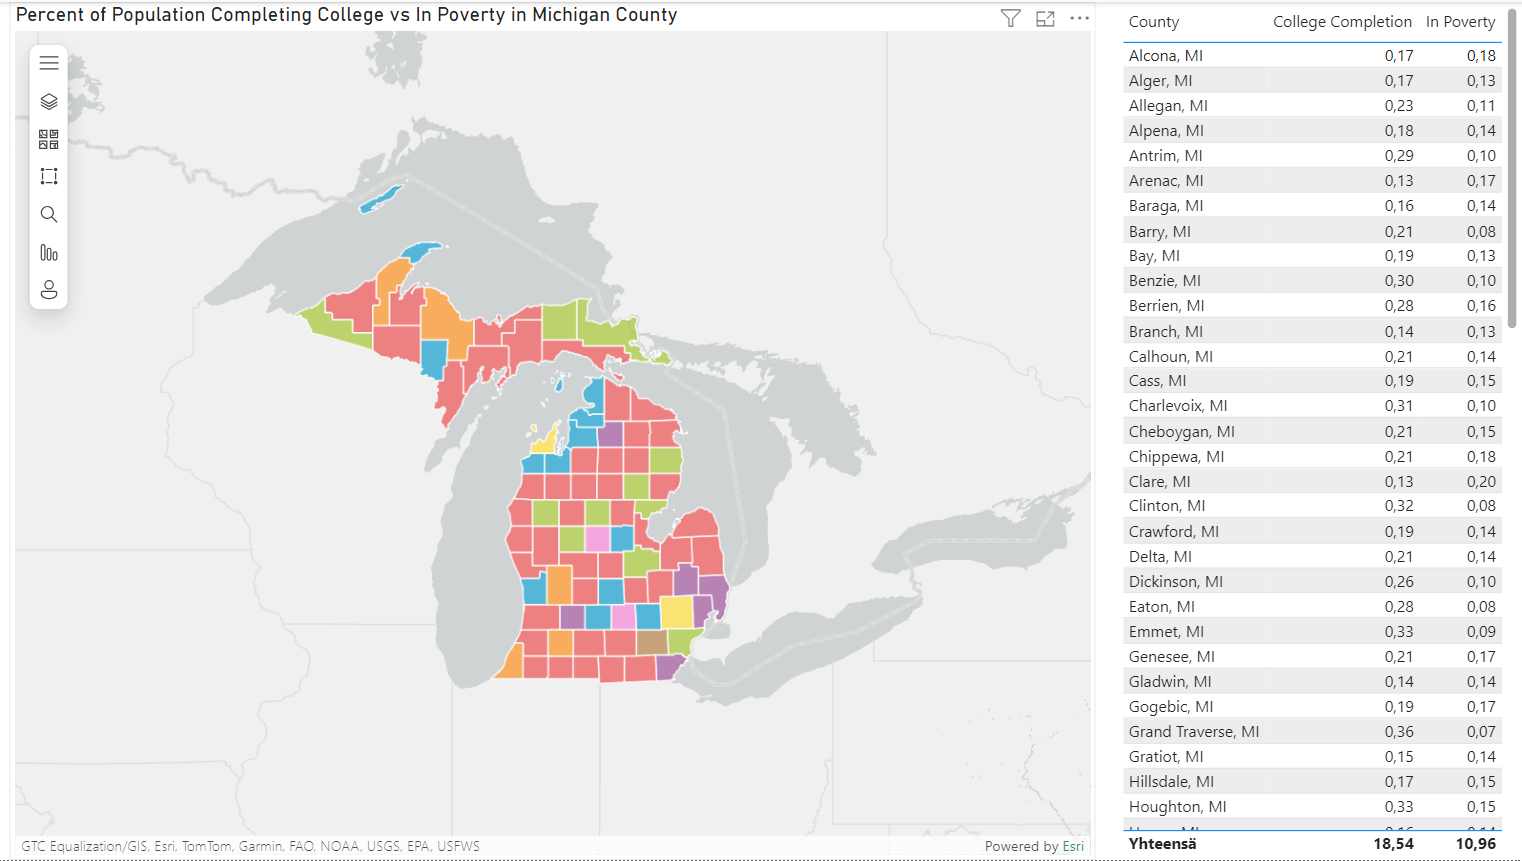 Percent of Population Completing College vs In Poverty in Michigan County
County College Completion In Poverty
Alcona, MI 0,17 0,18
Alger, MI 0,17 0,13
Allegan, MI 0,23 0,11
Alpena, MI 0,18 0,14
Antrim, MI 0,29 0,10
Arenac, MI 0,13 0,17
Baraga, MI 0,16 0,14
Barry, MI 0,21 0,08
Bay, MI 0,19 0,13
Benzie, MI 0,30 0,10
Berrien, MI 0,28 0,16
Branch, MI 0,14 0,13
Calhoun, MI 0,21 0,14
Cass, MI 0,19 0,15
Charlevoix, MI 0,31 0,10
Cheboygan, MI 0,21 0,15
Chippewa, MI 0,21 0,18
Clare, MI 0,13 0,20
Clinton, MI 0,32 0,08
Crawford, MI 0,19 0,14
Delta, MI 0,21 0,14
Dickinson, MI 0,26 0,10
Eaton, MI 0,28 0,08
Emmet, MI 0,33 0,09
Genesee, MI 0,21 0,17
Gladwin, MI 0,14 0,14
Gogebic, MI 0,19 0,17
Grand Traverse, MI 0,36 0,07
Gratiot, MI 0,15 0,14
Hillsdale, MI 0,17 0,15
Houghton, MI 0,33 0,15
Yhteensä 18,54 10,96
GTC Equalization/GIS, Esri, TomTom, Garmin, FAO, NOAA, USGS, EPA, USFWS
Powered by Esri